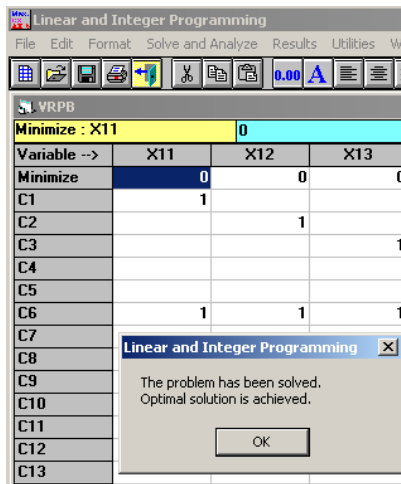 Linear and Integer Programming
File Edit Format Solve and Analyze Results Utilities W
0.00 A
VRPB
Minimize : X11 0
Variable --> X11 X12 X13
Minimize 0 0 0
C1 1
C2 1
C3 1
C4
C5
C6 1 1 1
C7
C8
C9
C10
C11
C12
C13
Linear and Integer Programming
The problem has been solved.
Optimal solution is achieved.
OK